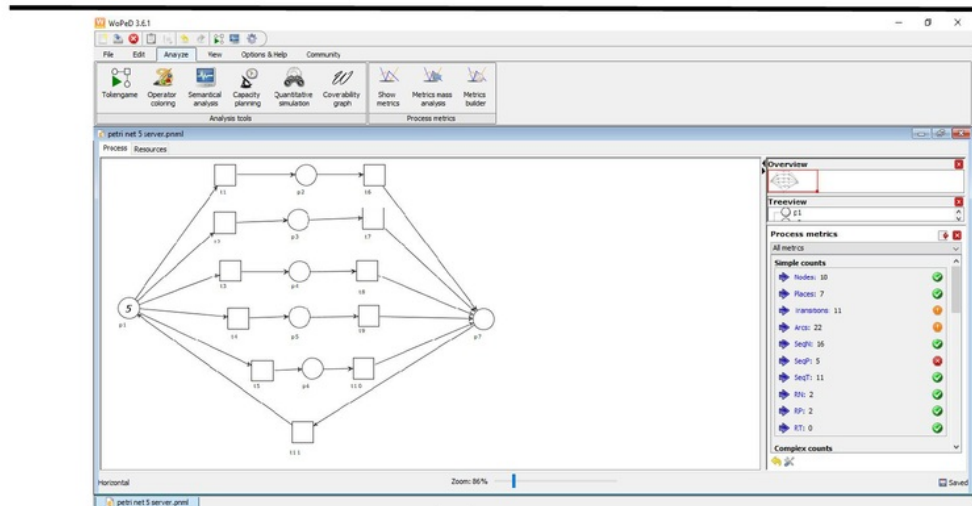 WoPeD 3.6.1
File Edit Analyze View Options & Help Community
Tokengame Operator coloring Semantical analysis Capacity planning Quantitative simulation Coverability graph Show metrics Metrics mass analysis Metrics builder
Analysis tools Process metrics
petri net 5 server.pnml
Process Resources
Overview
Treeview
p1
Process metrics
All metrics
Simple counts
Nodes: 10
Places: 7
Transitions: 11
Arcs: 22
SeqN: 16
SeqP: 5
SeqT: 11
RN: 2
RP: 2
RT: 0
Complex counts
t1 p2 t6
p3 t7
t3 p4 t8
5
p1
t4 p5 t9
p7
t5 p6 t10
t11
Horizontal Zoom: 86% Saved
petri net 5 server.pnml